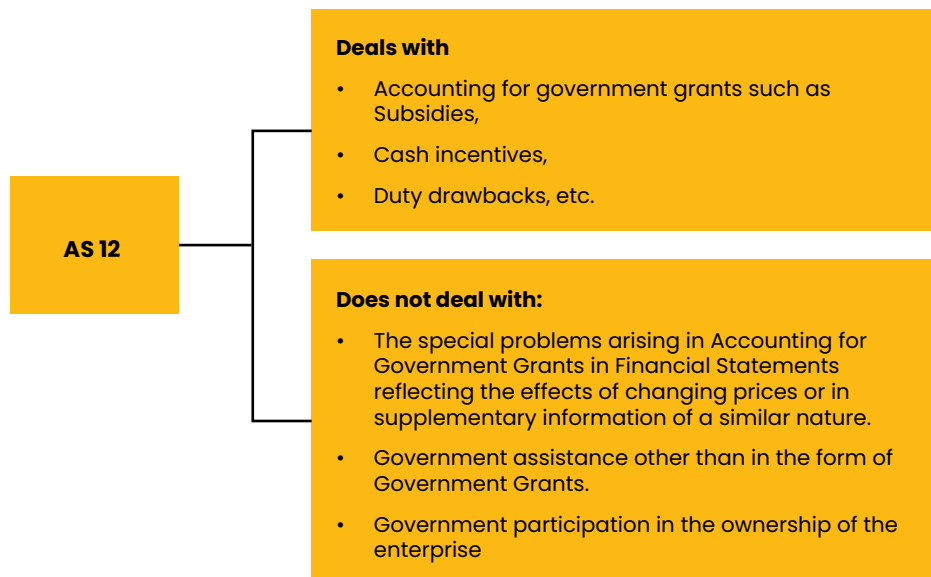 AS 12
Deals with
• Accounting for government grants such as
Subsidies,
• Cash incentives,
• Duty drawbacks, etc.
Does not deal with:
• The special problems arising in Accounting for
Government Grants in Financial Statements
reflecting the effects of changing prices or in
supplementary information of a similar nature.
• Government assistance other than in the form of
Government Grants.
• Government participation in the ownership of the
enterprise